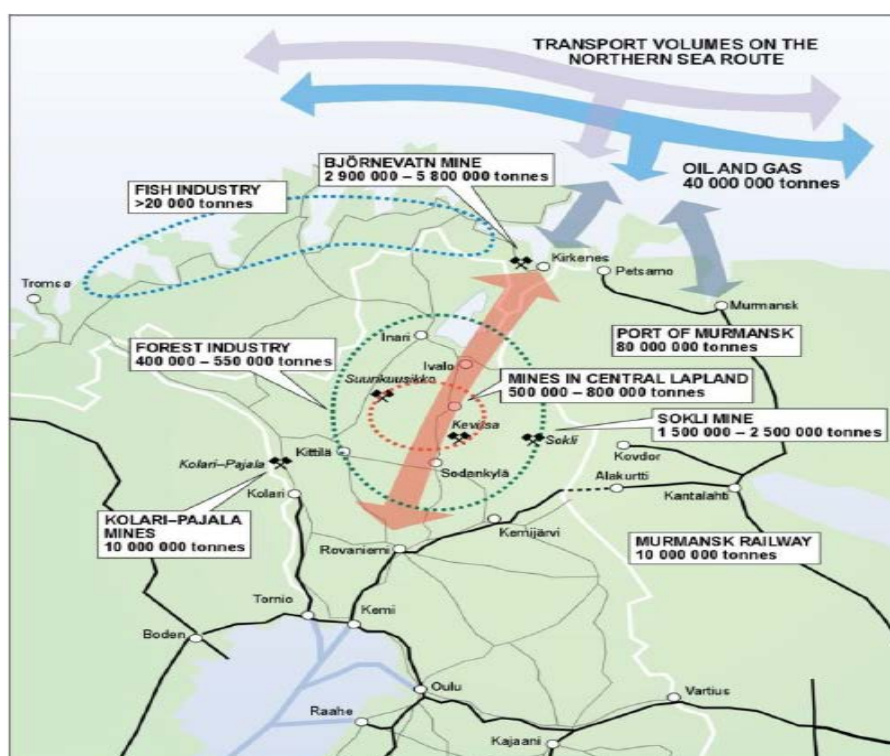 TRANSPORT VOLUMES ON THE
NORTHERN SEA ROUTE
BJÖRNEVATN MINE
2 900 000 – 5 800 000 tonnes
OIL AND GAS
40 000 000 tonnes
FISH INDUSTRY
>20 000 tonnes
Kirkenes
Petsamo
Tromsø
Murmansk
PORT OF MURMANSK
80 000 000 tonnes
Inari
FOREST INDUSTRY
400 000 – 550 000 tonnes
Ivalo
Suurikuusikko
MINES IN CENTRAL LAPLAND
500 000 – 800 000 tonnes
SOKLI MINE
1 500 000 – 2 500 000 tonnes
Kevitsa
Sokli
Kovdor
Kittilä
Kolari–Pajala
Sodankylä
Alakurtti
Kantalahti
Kolari
KOLARI–PAJALA
MINES
10 000 000 tonnes
Kemijärvi
MURMANSK RAILWAY
10 000 000 tonnes
Rovaniemi
Tornio
Kemi
Boden
Oulu
Vartius
Raahe
Kajaani